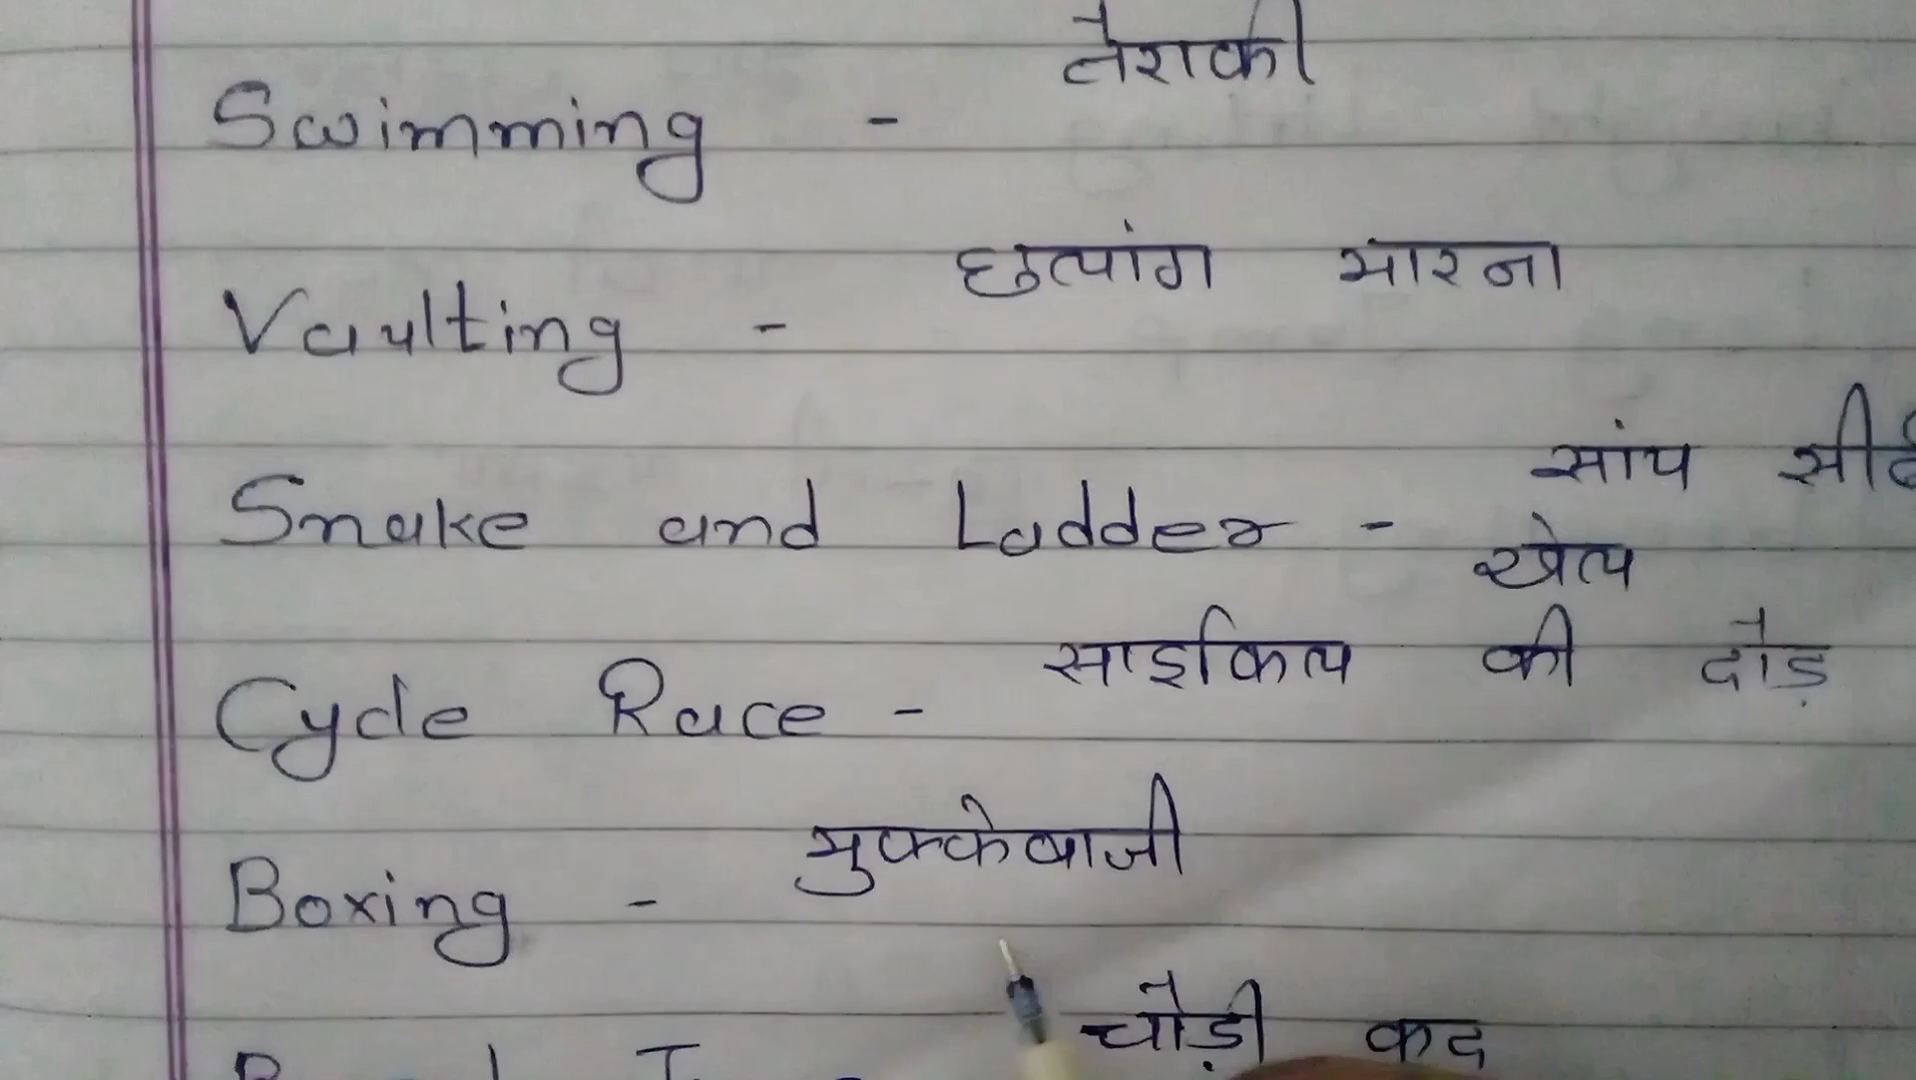 Swimming - तैराकी
Vaulting - छलांग मारना
Snake and Ladder - सांप
खेल
Cycle Race - साइकिल की दौड़
Boxing - मुक्केबाजी
चौड़ी कूद